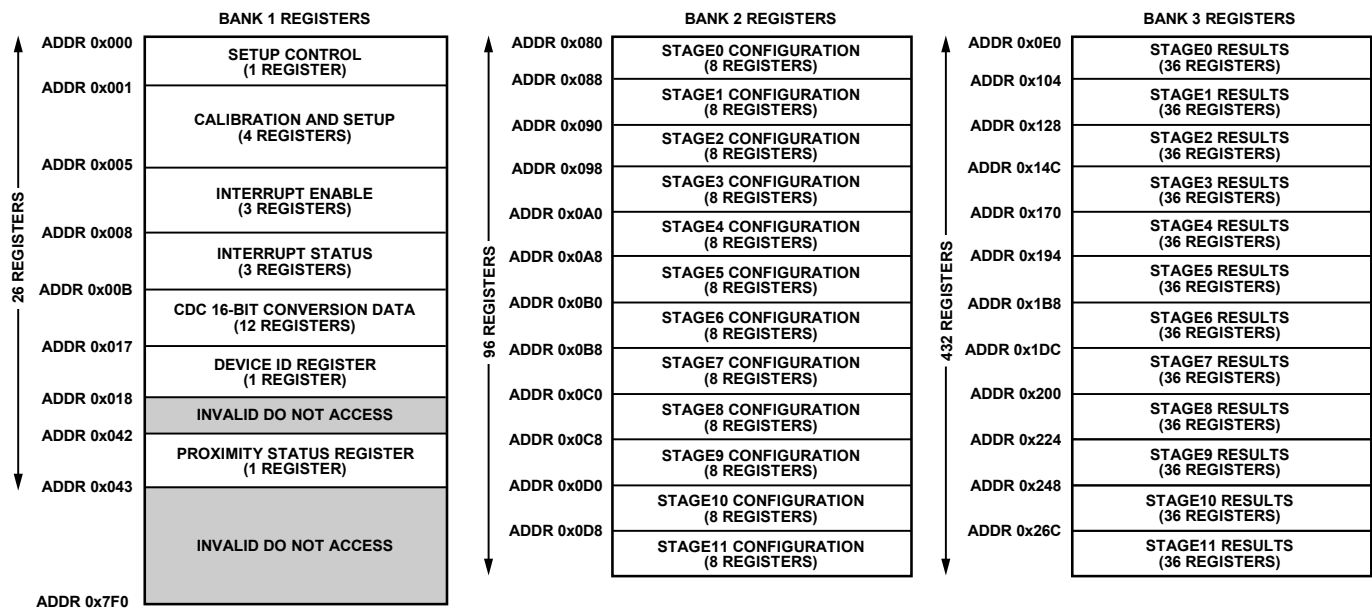 BANK 1 REGISTERS
ADDR 0x000
SETUP CONTROL
(1 REGISTER)
ADDR 0x001
CALIBRATION AND SETUP
(4 REGISTERS)
ADDR 0x005
INTERRUPT ENABLE
(3 REGISTERS)
ADDR 0x008
INTERRUPT STATUS
(3 REGISTERS)
ADDR 0x00B
CDC 16-BIT CONVERSION DATA
(12 REGISTERS)
ADDR 0x017
DEVICE ID REGISTER
(1 REGISTER)
ADDR 0x018
INVALID DO NOT ACCESS
ADDR 0x042
PROXIMITY STATUS REGISTER
(1 REGISTER)
ADDR 0x043
INVALID DO NOT ACCESS
ADDR 0x7F0
26 REGISTERS
BANK 2 REGISTERS
ADDR 0x080
STAGE0 CONFIGURATION
(8 REGISTERS)
ADDR 0x088
STAGE1 CONFIGURATION
(8 REGISTERS)
ADDR 0x090
STAGE2 CONFIGURATION
(8 REGISTERS)
ADDR 0x098
STAGE3 CONFIGURATION
(8 REGISTERS)
ADDR 0x0A0
STAGE4 CONFIGURATION
(8 REGISTERS)
ADDR 0x0A8
STAGE5 CONFIGURATION
(8 REGISTERS)
ADDR 0x0B0
STAGE6 CONFIGURATION
(8 REGISTERS)
ADDR 0x0B8
STAGE7 CONFIGURATION
(8 REGISTERS)
ADDR 0x0C0
STAGE8 CONFIGURATION
(8 REGISTERS)
ADDR 0x0C8
STAGE9 CONFIGURATION
(8 REGISTERS)
ADDR 0x0D0
STAGE10 CONFIGURATION
(8 REGISTERS)
ADDR 0x0D8
STAGE11 CONFIGURATION
(8 REGISTERS)
96 REGISTERS
BANK 3 REGISTERS
ADDR 0x0E0
STAGE0 RESULTS
(36 REGISTERS)
ADDR 0x104
STAGE1 RESULTS
(36 REGISTERS)
ADDR 0x128
STAGE2 RESULTS
(36 REGISTERS)
ADDR 0x14C
STAGE3 RESULTS
(36 REGISTERS)
ADDR 0x170
STAGE4 RESULTS
(36 REGISTERS)
ADDR 0x194
STAGE5 RESULTS
(36 REGISTERS)
ADDR 0x1B8
STAGE6 RESULTS
(36 REGISTERS)
ADDR 0x1DC
STAGE7 RESULTS
(36 REGISTERS)
ADDR 0x200
STAGE8 RESULTS
(36 REGISTERS)
ADDR 0x224
STAGE9 RESULTS
(36 REGISTERS)
ADDR 0x248
STAGE10 RESULTS
(36 REGISTERS)
ADDR 0x26C
STAGE11 RESULTS
(36 REGISTERS)
432 REGISTERS